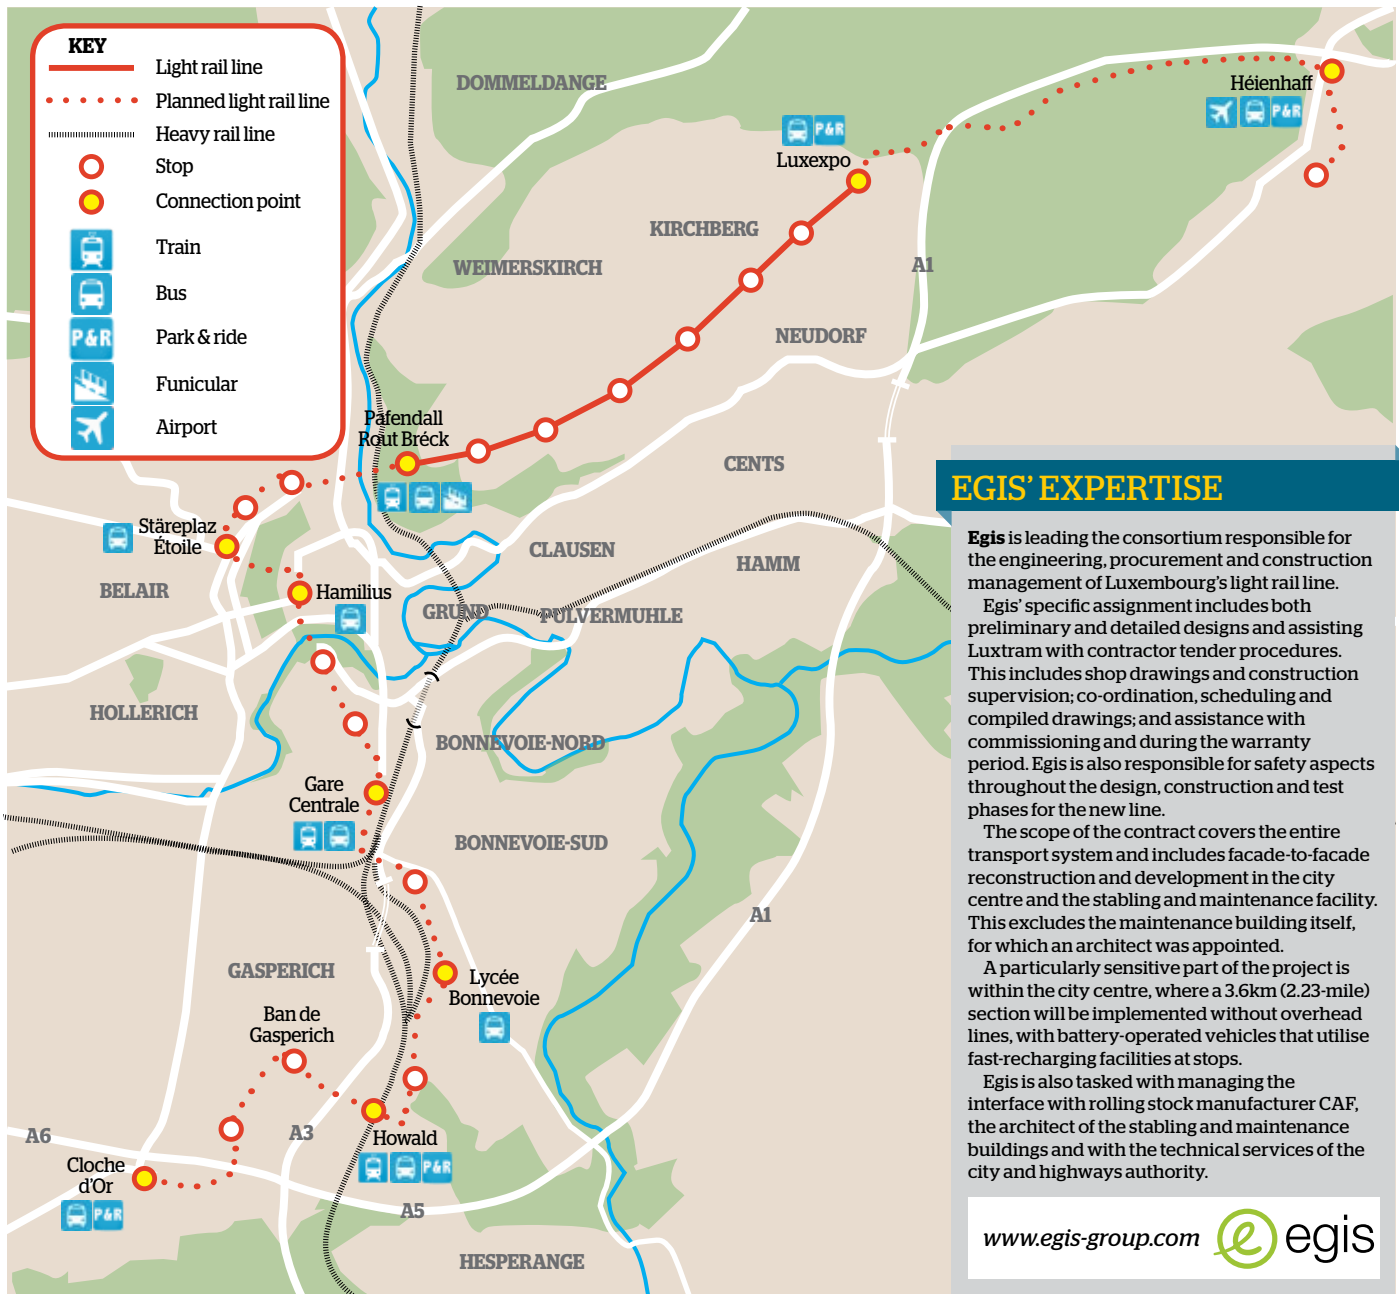 KEY
Light rail line
Planned light rail line
Heavy rail line
Stop
Connection point
Train
Bus
P&R
Park & ride
Funicular
Airport
DOMMELDANGE
Héienhaff
P&R
P&R
Luxexpo
KIRCHBERG
WEIMERSKIRCH
A1
NEUDORF
Pafendall
Rout Bréck
CENTS
Stäreplaz
Étoile
CLAUSEN
HAMM
BELAIR
Hamilius
GRUND
PULVERMUHLE
HOLLERICH
BONNEVOIE-NORD
Gare
Centrale
BONNEVOIE-SUD
A1
GASPERICH
Lycée
Bonnevoie
Ban de
Gasperich
A6
A3
Howald
P&R
Cloche
d'Or
P&R
A5
HESPERANGE
EGIS' EXPERTISE
Egis is leading the consortium responsible for
the engineering, procurement and construction
management of Luxembourg's light rail line.
Egis' specific assignment includes both
preliminary and detailed designs and assisting
Luxtram with contractor tender procedures.
This includes shop drawings and construction
supervision; co-ordination, scheduling and
compiled drawings; and assistance with
commissioning and during the warranty
period. Egis is also responsible for safety aspects
throughout the design, construction and test
phases for the new line.
The scope of the contract covers the entire
transport system and includes facade-to-facade
reconstruction and development in the city
centre and the stabling and maintenance facility.
This excludes the maintenance building itself,
for which an architect was appointed.
A particularly sensitive part of the project is
within the city centre, where a 3.6km (2.23-mile)
section will be implemented without overhead
lines, with battery-operated vehicles that utilise
fast-recharging facilities at stops.
Egis is also tasked with managing the
interface with rolling stock manufacturer CAF,
the architect of the stabling and maintenance
buildings and with the technical services of the
city and highways authority.
www.egis-group.com
egis